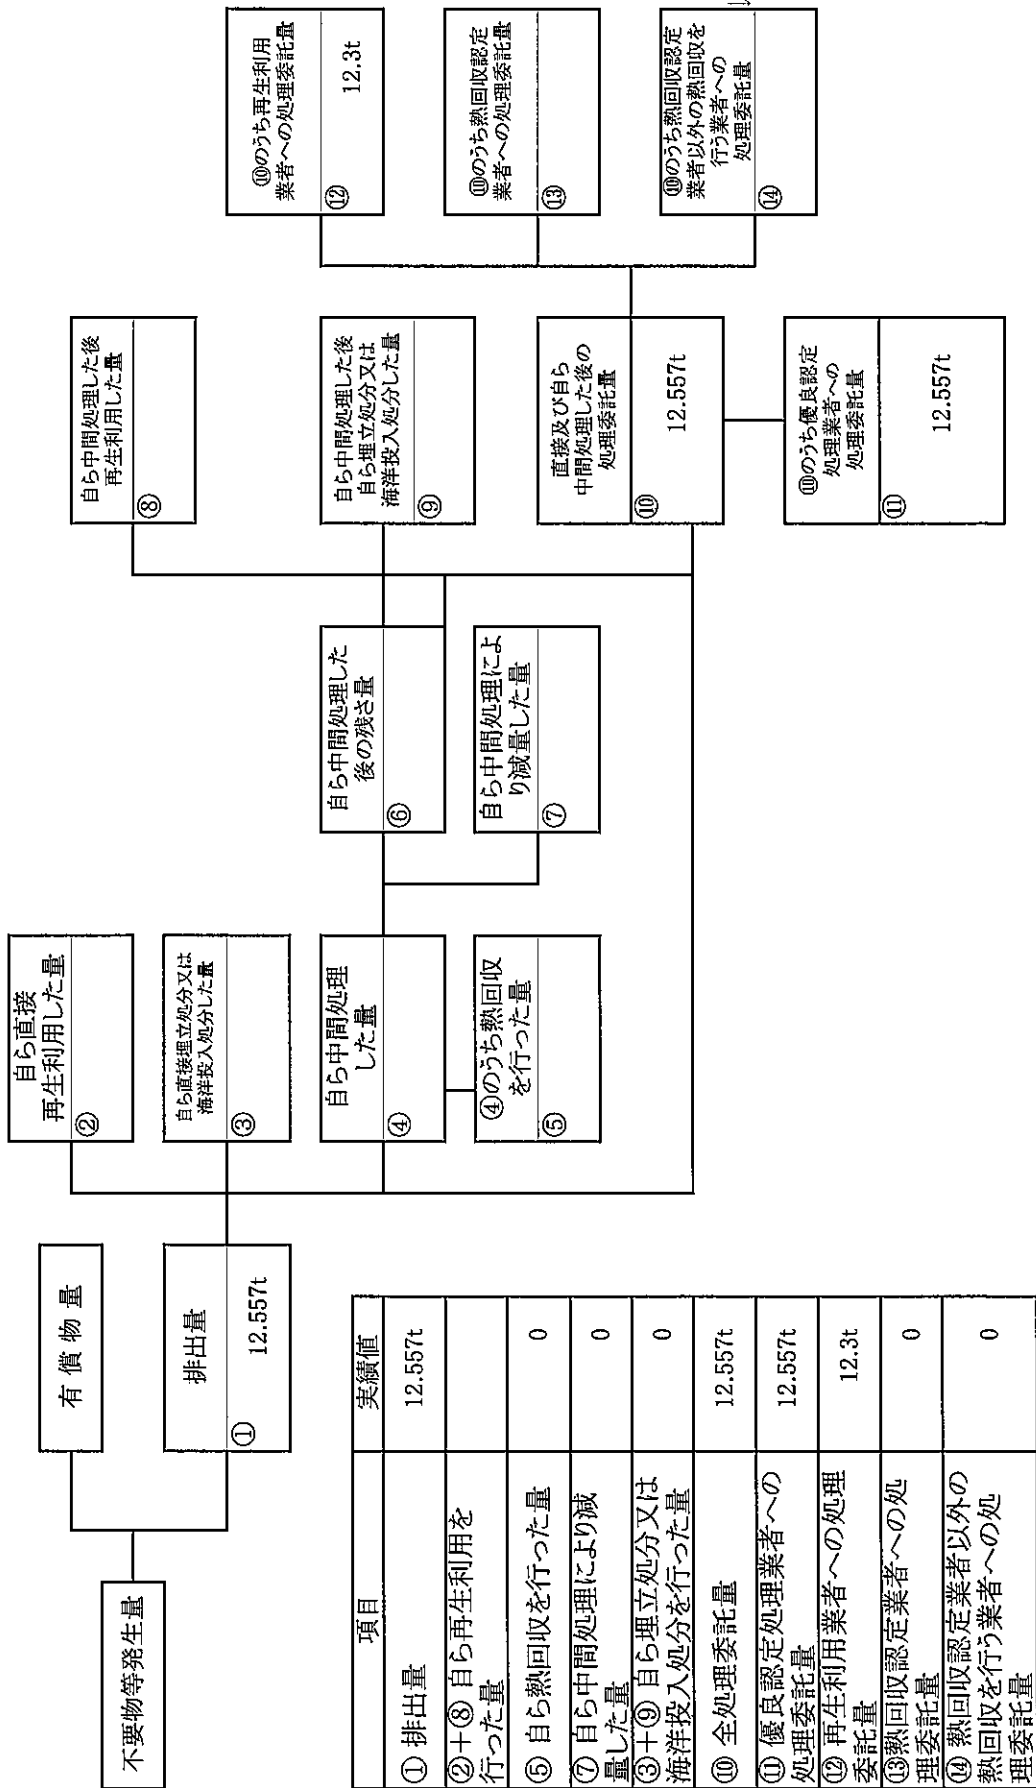 不要物等発生量
有償物量
排出量
①
12.557t
自ら直接
再生利用した量
②
自ら直接埋立処分又は
海洋投入処分した量
③
自ら中間処理
した量
④
④のうち熱回収
を行った量
⑤
自ら中間処理した
後の残さ量
⑥
自ら中間処理によ
り減量した量
⑦
自ら中間処理した後
再生利用した量
⑧
自ら中間処理した後
自ら埋立処分又は
海洋投入処分した量
⑨
直接及び自ら
中間処理した後の
処理委託量
⑩
12.557t
⑩のうち優良認定
処理業者への
処理委託量
⑪
12.557t
⑩のうち再生利用
業者への処理委託量
⑫
12.3t
⑩のうち熱回収認定
業者への処理委託量
⑬
⑩のうち熱回収認定
業者以外の熱回収を
行う業者への
処理委託量
⑭
項目 実績値
① 排出量 12.557t
②+⑧ 自ら再生利用を
行った量
⑤ 自ら熱回収を行った量 0
⑦ 自ら中間処理により減
量した量 0
③+⑨ 自ら埋立処分又は
海洋投入処分を行った量 0
⑩ 全処理委託量 12.557t
⑪ 優良認定処理業者への
処理委託量 12.557t
⑫ 再生利用業者への処理
委託量 12.3t
⑬熱回収認定業者への処
理委託量 0
⑭ 熱回収認定業者以外の
熱回収を行う業者への処
理委託量 0